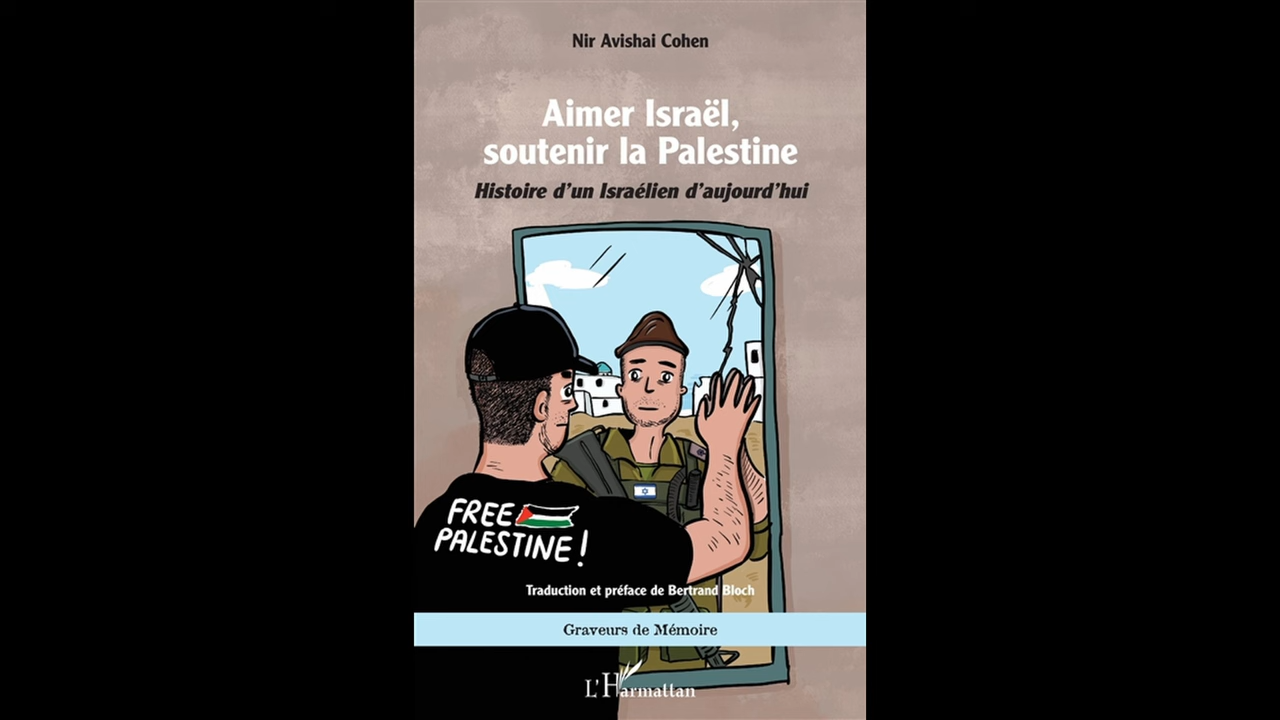 Nir Avishai Cohen
Aimer Israël,
soutenir la Palestine
Histoire d'un Israélien d'aujourd'hui
FREE
PALESTINE!
Traduction et préface de Bertrand Bloch
Graveurs de Mémoire
L'Harmattan